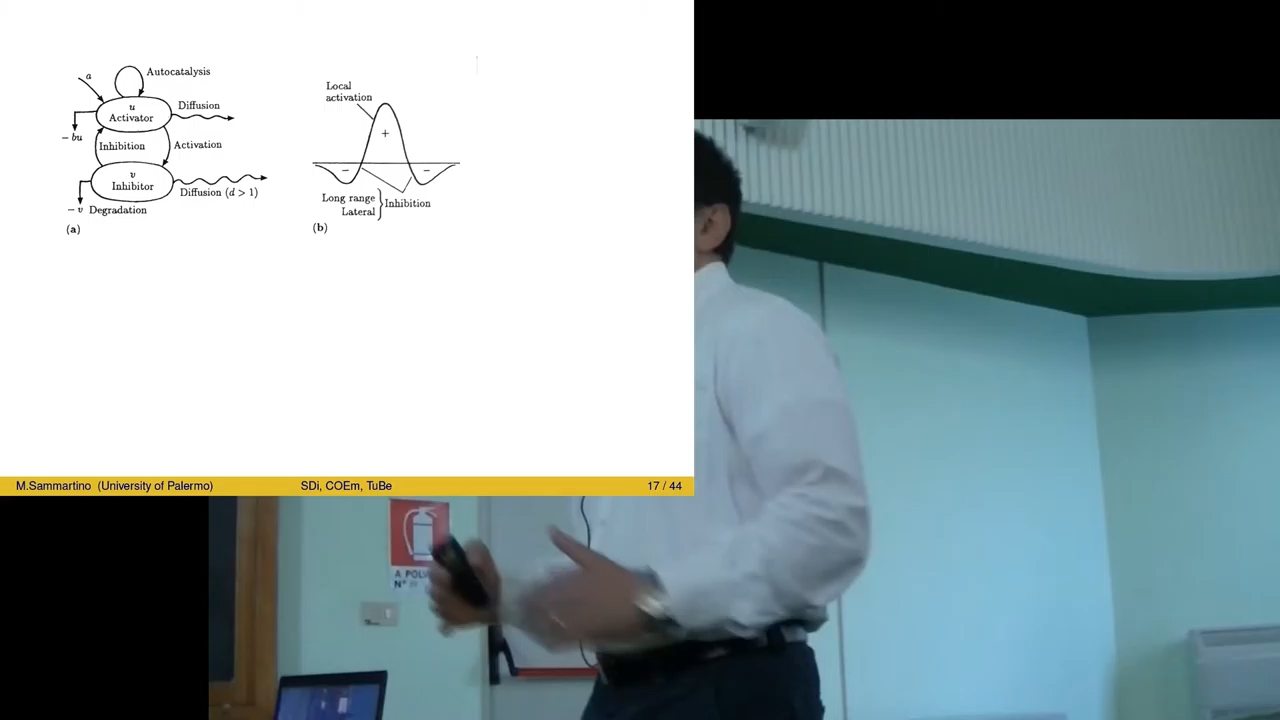 a
Autocatalysis
u
Activator
Diffusion
− bu
Inhibition
Activation
v
Inhibitor
Diffusion (d > 1)
− v Degradation
(a)
Local
activation
+
−
−
Long range
Lateral
Inhibition
(b)
M.Sammartino (University of Palermo)
SDi, COEm, TuBe
17 / 44